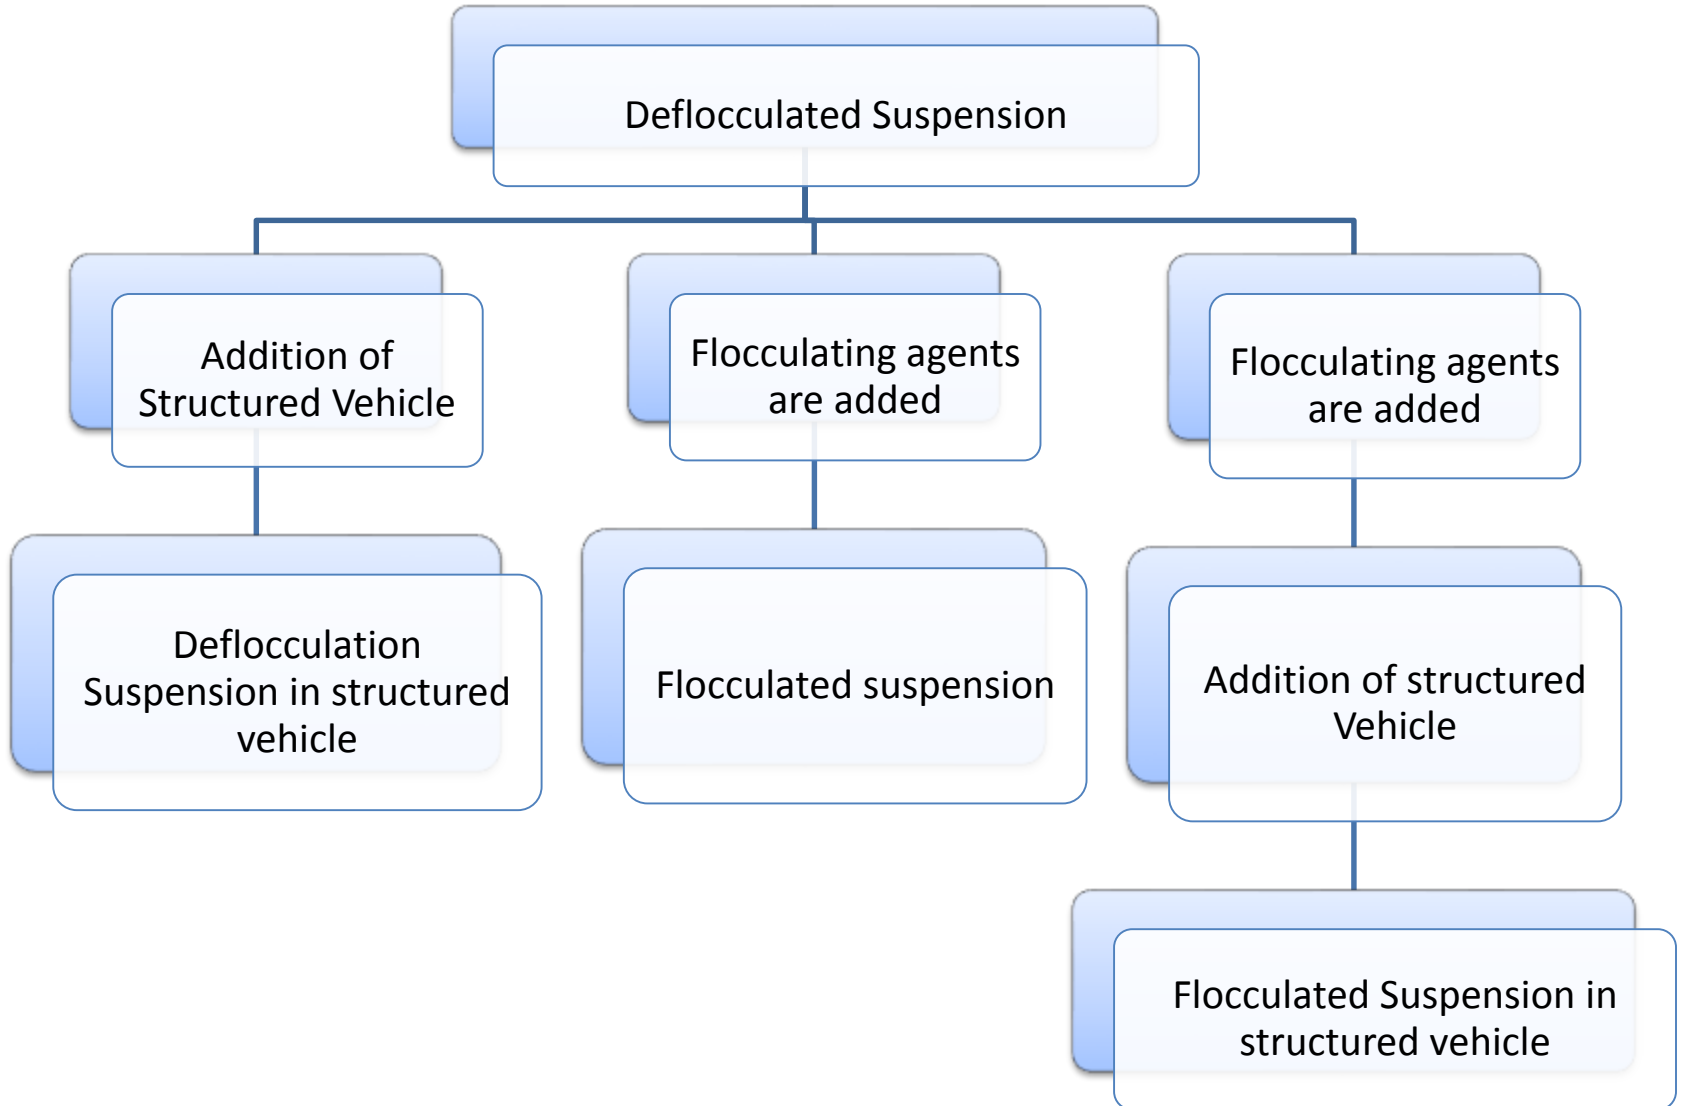 Deflocculated Suspension
Addition of
Structured Vehicle
Flocculating agents
are added
Flocculating agents
are added
Deflocculation
Suspension in structured
vehicle
Flocculated suspension
Addition of structured
Vehicle
Flocculated Suspension in
structured vehicle